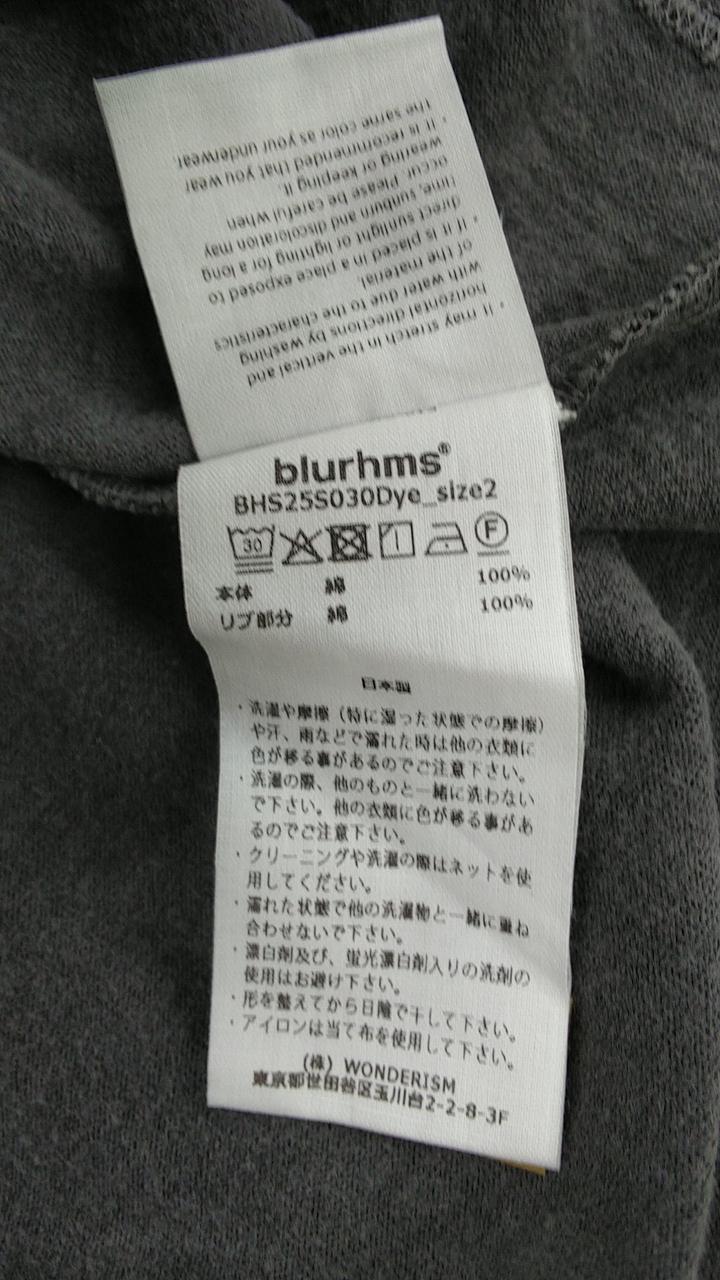 · It may stretch in the vertical and
horizontal directions by washing
with water due to the characteristics
of the material.
· If it is placed in a place exposed to
direct sunlight or lighting for a long
time, sunburn and discoloration may
occur. Please be careful when
wearing or keeping it.
· It is recommended that you wear
the same color as your underwear.
blurhms®
BHS25S030Dye_size2
30 F
本体 綿 100%
リブ部分 綿 100%
日本製
・洗濯や摩擦（特に湿った状態での摩擦）
や汗、雨などで濡れた時は他の衣類に
色が移る事があるのでご注意下さい。
・洗濯の際、他のものと一緒に洗わない
で下さい。他の衣類に色が移る事があ
るのでご注意下さい。
・クリーニングや洗濯の際はネットを使
用してください。
・濡れた状態で他の洗濯物と一緒に重ね
合わせないで下さい。
・漂白剤及び、蛍光漂白剤入りの洗剤の
使用はお避け下さい。
・形を整えてから日陰で干して下さい。
・アイロンは当て布を使用して下さい。
(株) WONDERISM
東京都世田谷区玉川台2-2-8-3F